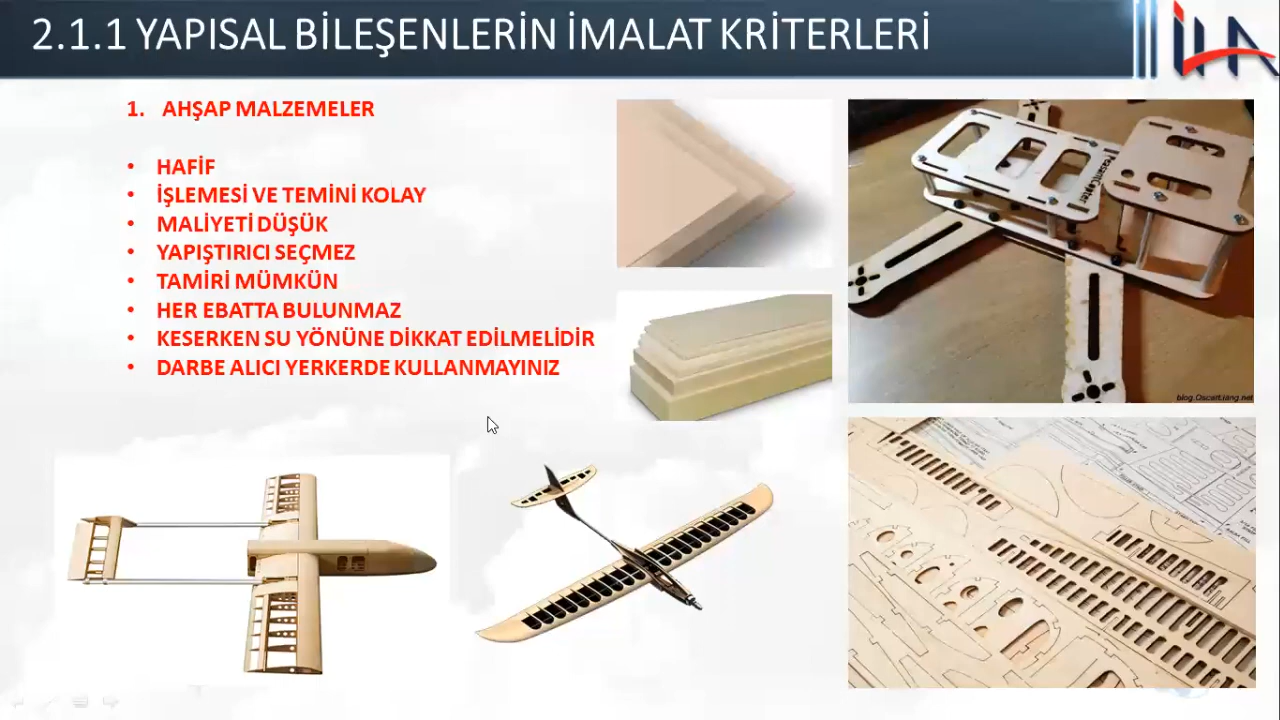 2.1.1 YAPISAL BİLEŞENLERİN İMALAT KRİTERLERİ
İHA
1. AHŞAP MALZEMELER
• HAFİF
• İŞLEMESİ VE TEMİNİ KOLAY
• MALİYETİ DÜŞÜK
• YAPIŞTIRICI SEÇMEZ
• TAMİRİ MÜMKÜN
• HER EBATTA BULUNMAZ
• KESERKEN SU YÖNÜNE DİKKAT EDİLMELİDİR
• DARBE ALICI YERKERDE KULLANMAYINIZ
blog.OscarLiang.net